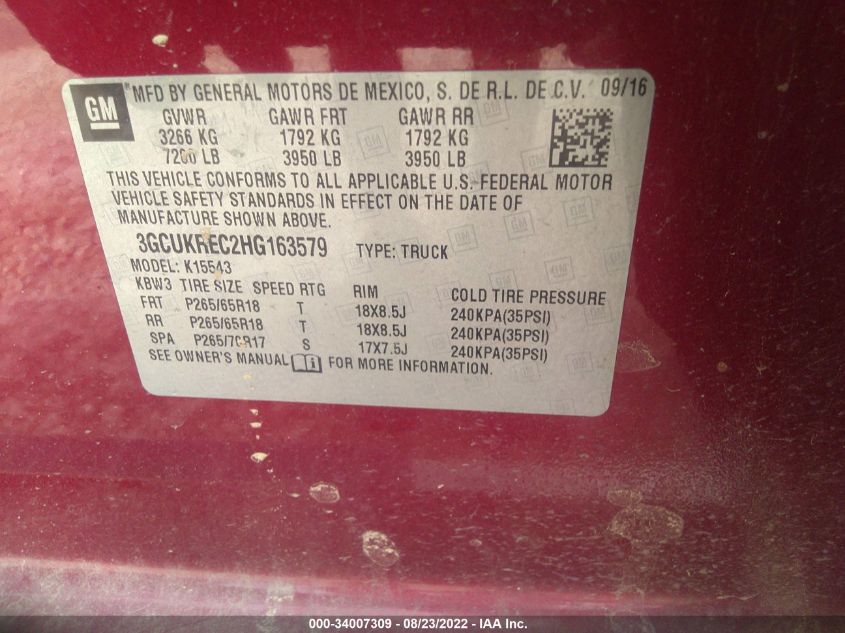 GM MFD BY GENERAL MOTORS DE MEXICO, S. DE R.L. DE C.V. 09/16
GVWR GAWR FRT GAWR RR
3266 KG 1792 KG 1792 KG
7200 LB 3950 LB 3950 LB
THIS VEHICLE CONFORMS TO ALL APPLICABLE U.S. FEDERAL MOTOR
VEHICLE SAFETY STANDARDS IN EFFECT ON THE DATE OF
MANUFACTURE SHOWN ABOVE.
3GCUKREC2HG163579 TYPE: TRUCK
MODEL: K15543
KBW3 TIRE SIZE SPEED RTG RIM COLD TIRE PRESSURE
FRT P265/65R18 T 18X8.5J 240KPA(35PSI)
RR P265/65R18 T 18X8.5J 240KPA(35PSI)
SPA P265/70R17 S 17X7.5J 240KPA(35PSI)
SEE OWNER'S MANUAL FOR MORE INFORMATION.
000-34007309 - 08/23/2022 - IAA Inc.